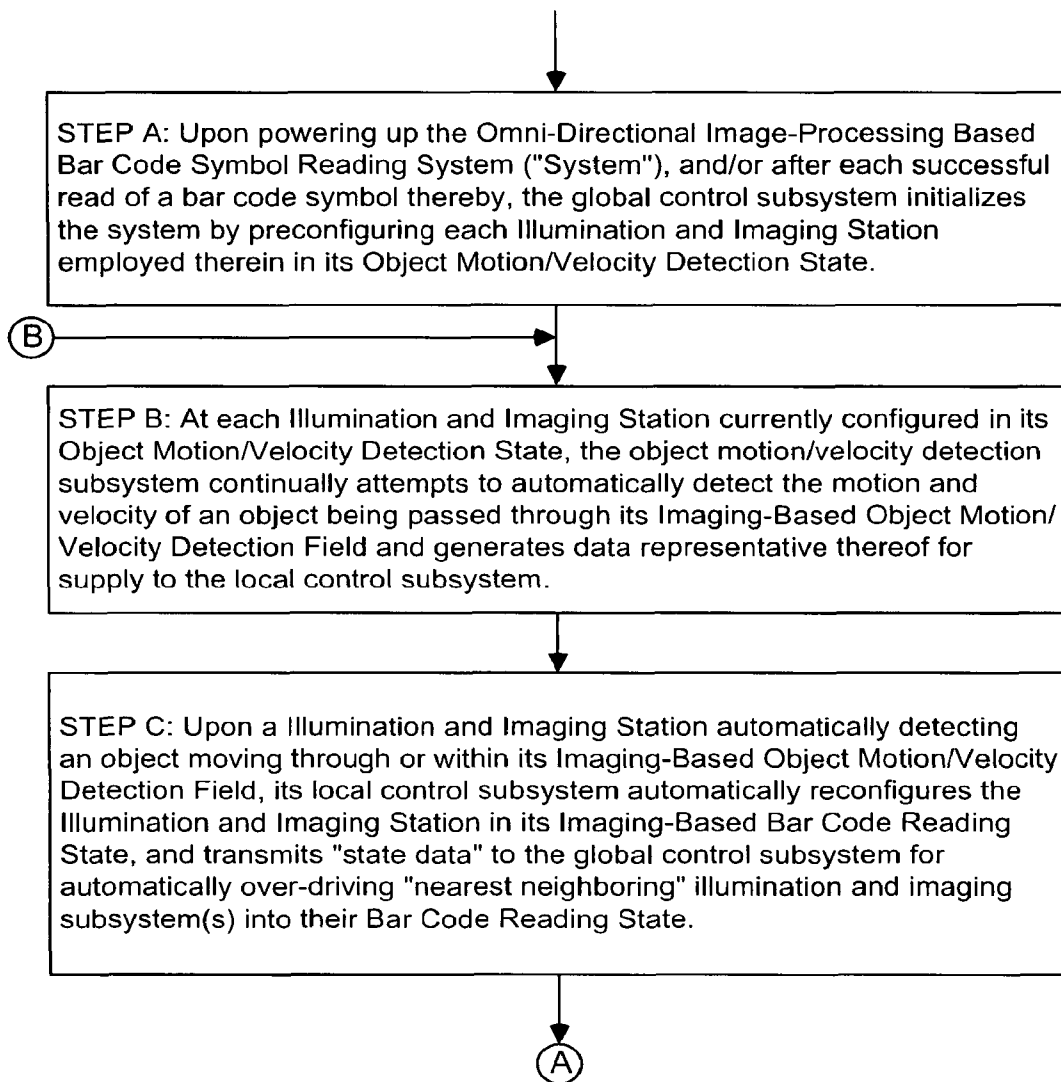 STEP A: Upon powering up the Omni-Directional Image-Processing Based
Bar Code Symbol Reading System ("System"), and/or after each successful
read of a bar code symbol thereby, the global control subsystem initializes
the system by preconfiguring each Illumination and Imaging Station
employed therein in its Object Motion/Velocity Detection State.
B
STEP B: At each Illumination and Imaging Station currently configured in its
Object Motion/Velocity Detection State, the object motion/velocity detection
subsystem continually attempts to automatically detect the motion and
velocity of an object being passed through its Imaging-Based Object Motion/
Velocity Detection Field and generates data representative thereof for
supply to the local control subsystem.
STEP C: Upon a Illumination and Imaging Station automatically detecting
an object moving through or within its Imaging-Based Object Motion/Velocity
Detection Field, its local control subsystem automatically reconfigures the
Illumination and Imaging Station in its Imaging-Based Bar Code Reading
State, and transmits "state data" to the global control subsystem for
automatically over-driving "nearest neighboring" illumination and imaging
subsystem(s) into their Bar Code Reading State.
A